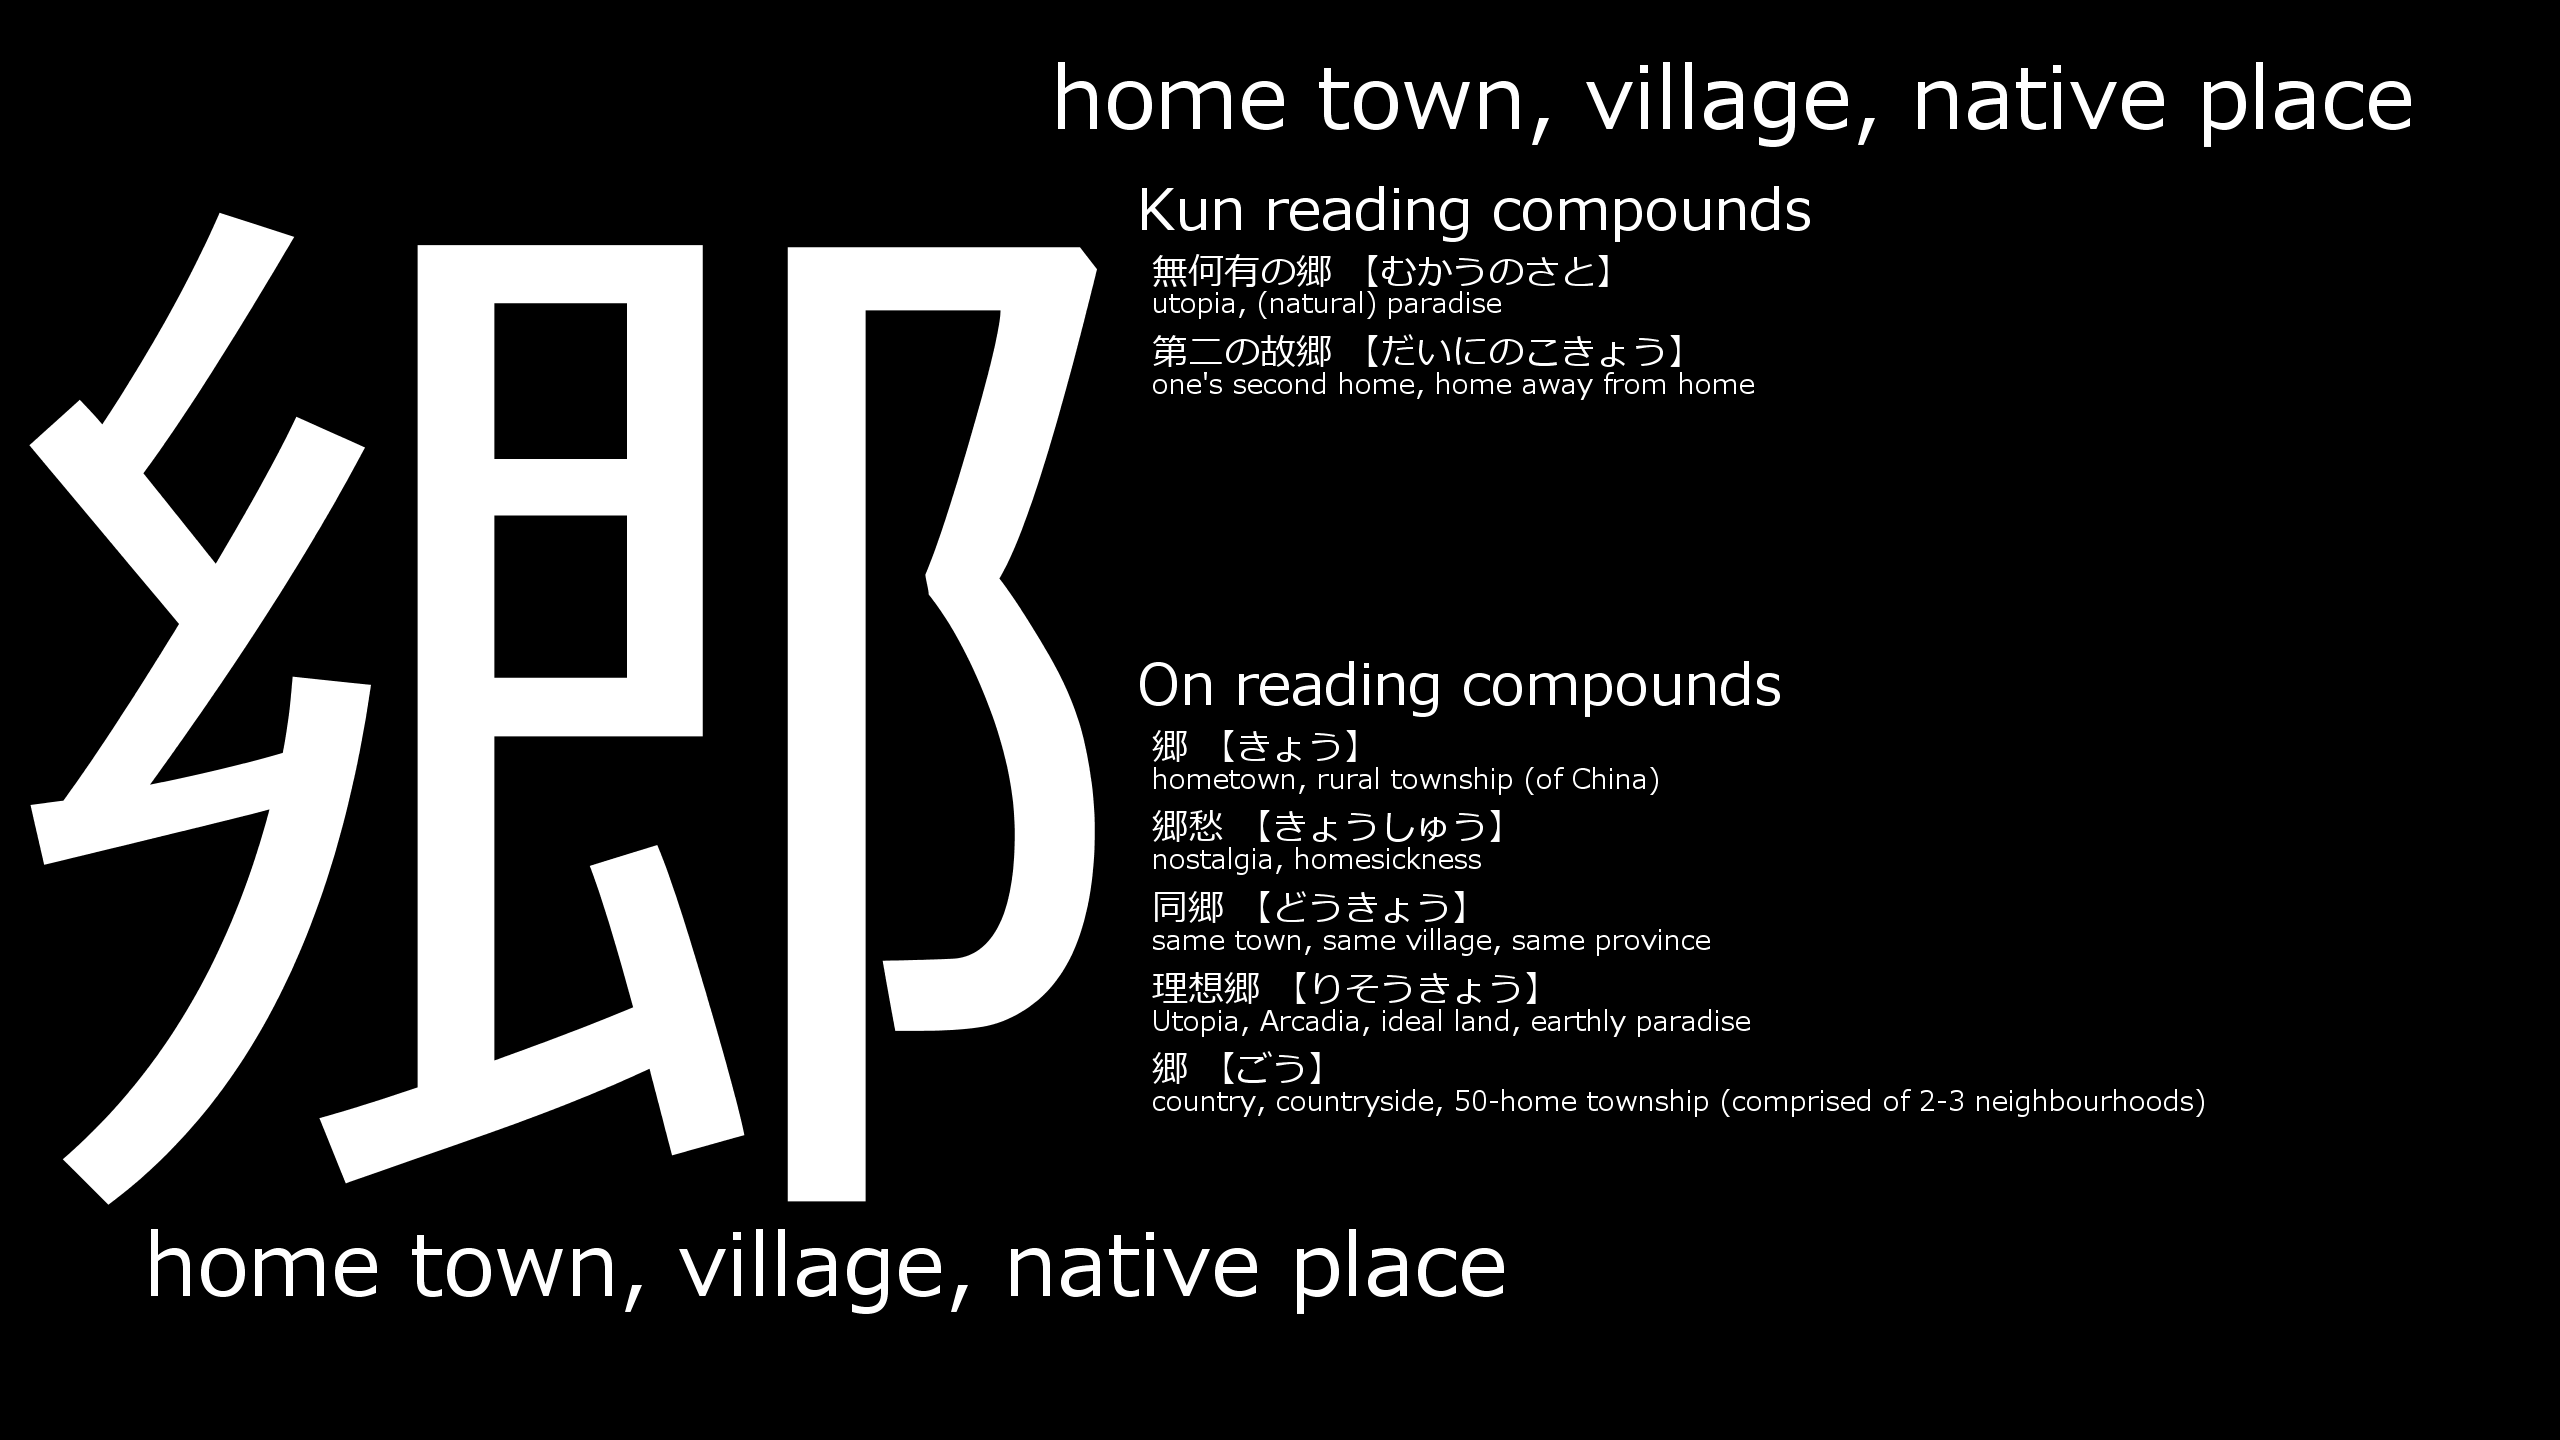 home town, village, native place
郷
Kun reading compounds
無何有の郷 【むかうのさと】
utopia, (natural) paradise
第二の故郷 【だいにのこきょう】
one's second home, home away from home
On reading compounds
郷 【きょう】
hometown, rural township (of China)
郷愁 【きょうしゅう】
nostalgia, homesickness
同郷 【どうきょう】
same town, same village, same province
理想郷 【りそうきょう】
Utopia, Arcadia, ideal land, earthly paradise
郷 【ごう】
country, countryside, 50-home township (comprised of 2-3 neighbourhoods)
home town, village, native place